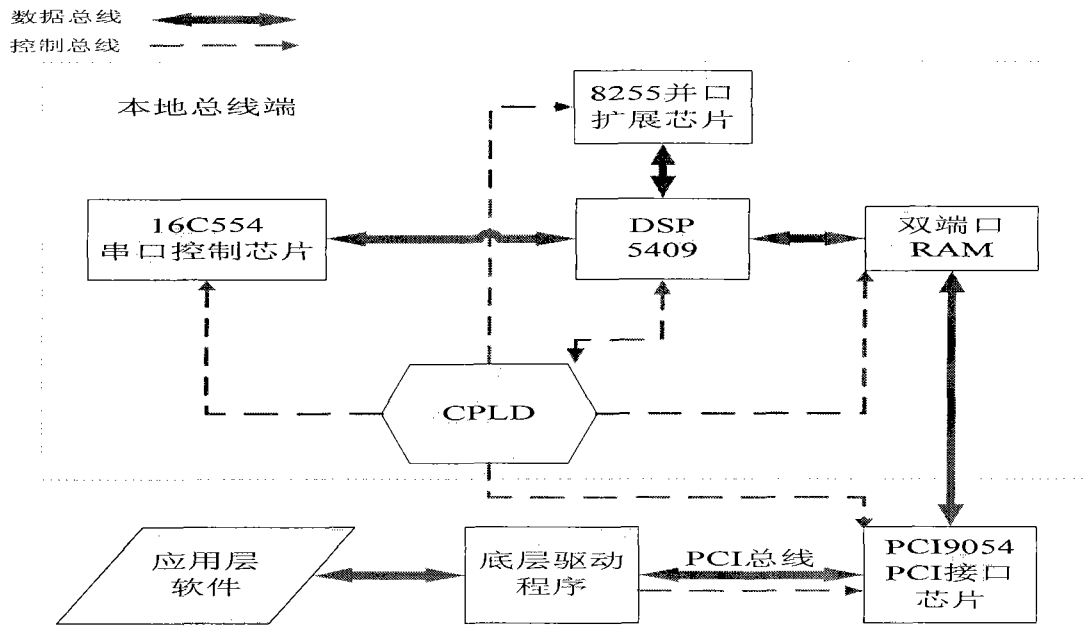 数据总线
控制总线
本地总线端
8255并口
扩展芯片
16C554
串口控制芯片
DSP
5409
双端口
RAM
CPLD
应用层
软件
底层驱动
程序
PCI总线
PCI9054
PCI接口
芯片